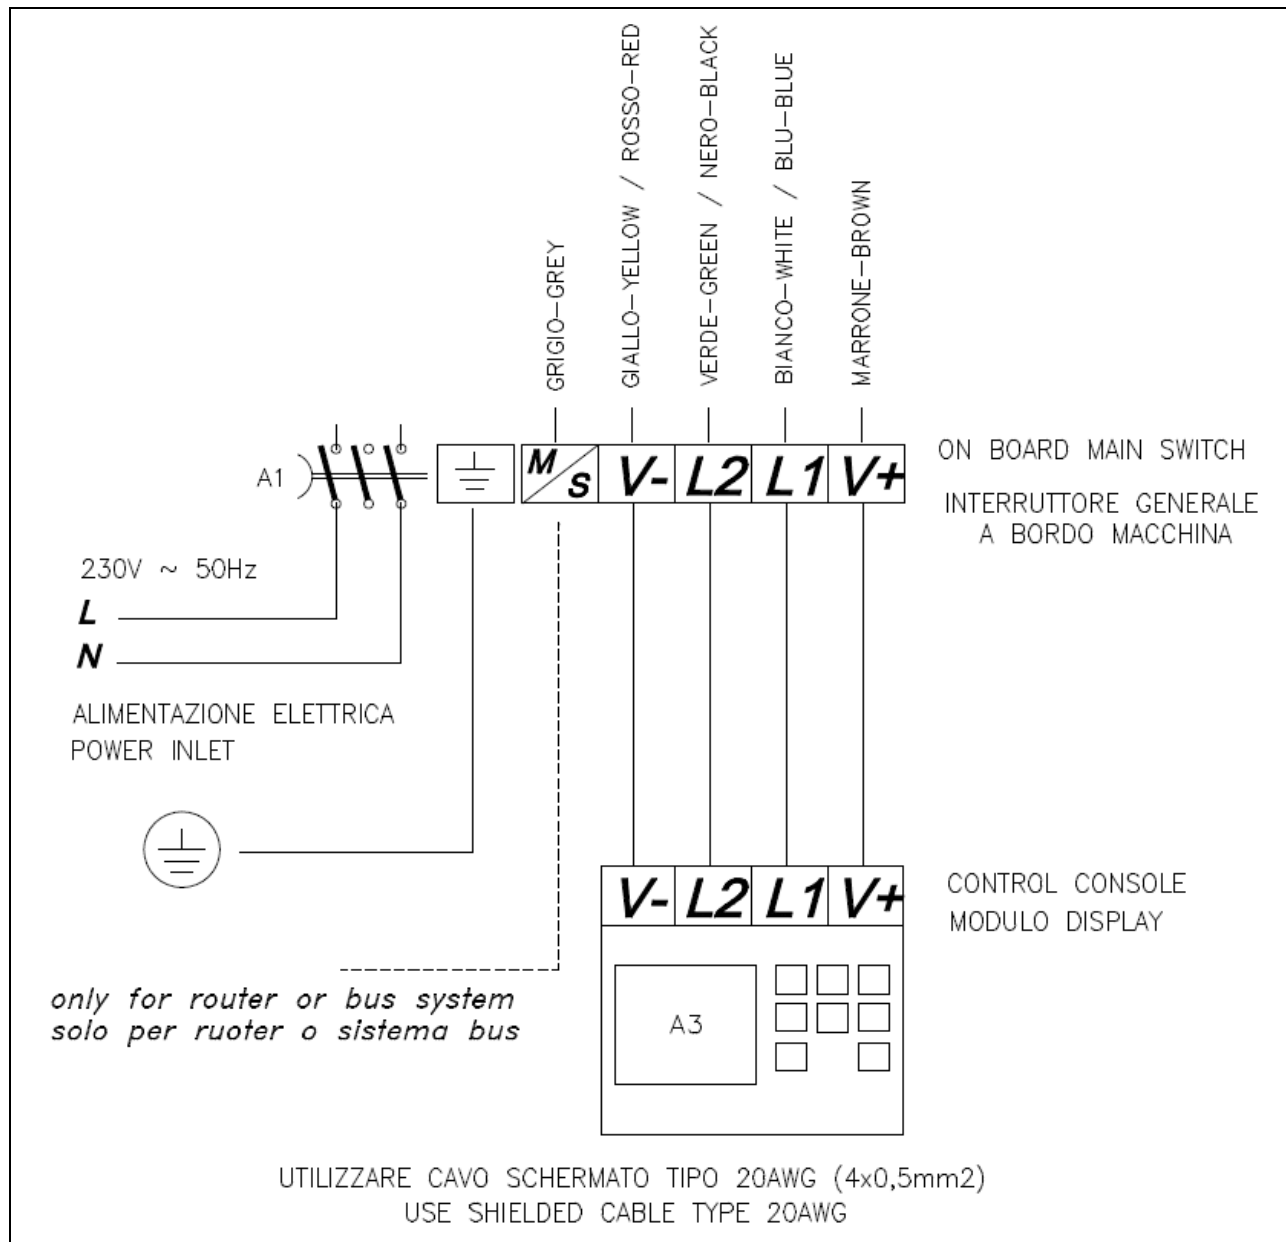 GRIGIO-GREY
GIALLO-YELLOW / ROSSO-RED
VERDE-GREEN / NERO-BLACK
BIANCO-WHITE / BLU-BLUE
MARRONE-BROWN
A1
M/S V- L2 L1 V+
ON BOARD MAIN SWITCH
INTERRUTTORE GENERALE
A BORDO MACCHINA
230V ~ 50Hz
L
N
ALIMENTAZIONE ELETTRICA
POWER INLET
V- L2 L1 V+
CONTROL CONSOLE
MODULO DISPLAY
A3
only for router or bus system
solo per ruoter o sistema bus
UTILIZZARE CAVO SCHERMATO TIPO 20AWG (4x0,5mm2)
USE SHIELDED CABLE TYPE 20AWG